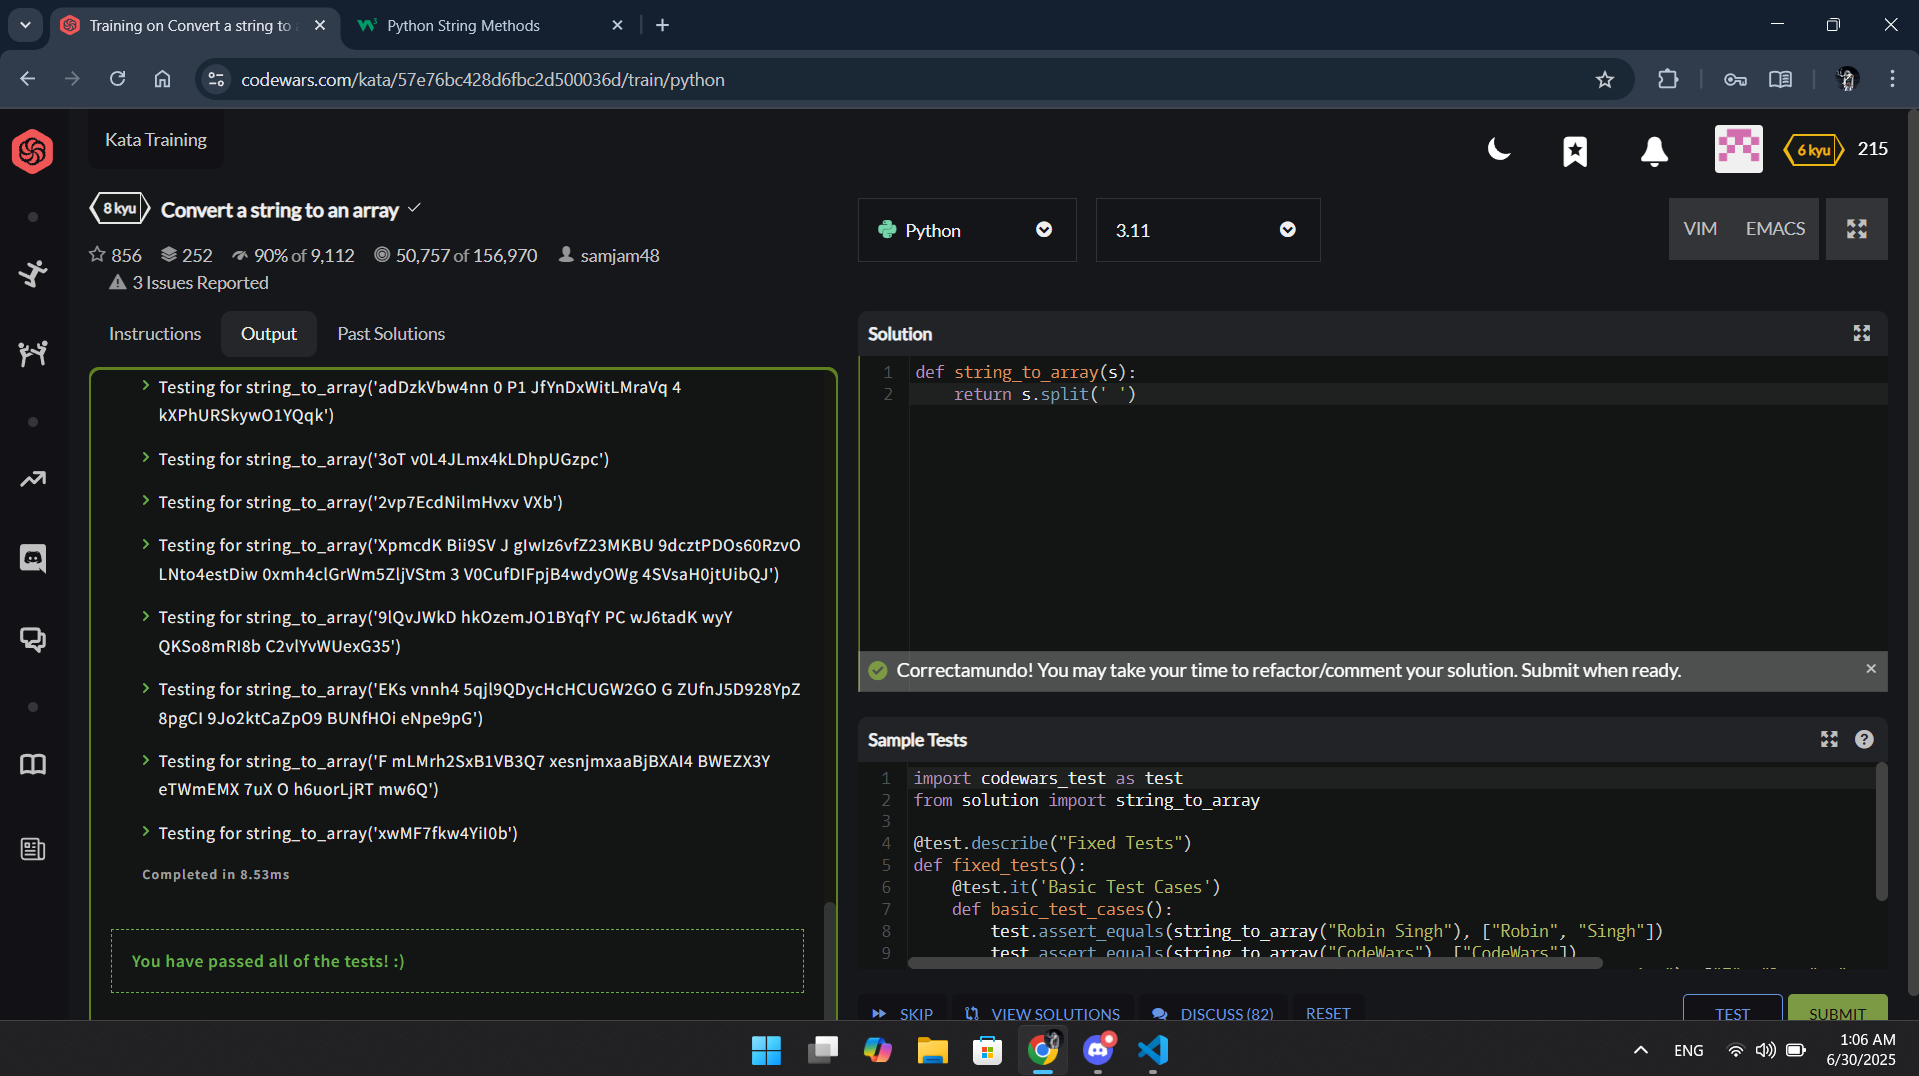 Training on Convert a string to
Python String Methods
codewars.com/kata/57e76bc428d6fbc2d500036d/train/python
Kata Training
6 kyu
215
8 kyu
Convert a string to an array
856
252
90% of 9,112
50,757 of 156,970
samjam48
3 Issues Reported
Python
3.11
VIM
EMACS
Instructions
Output
Past Solutions
Testing for string_to_array('adDzkVbw4nn 0 P1 JfYnDxWitLMraVq 4
kXPhURSkywO1YQqk')
Testing for string_to_array('3oT v0L4JLmx4kLDhpUGzpc')
Testing for string_to_array('2vp7EcdNilmHvxv VXb')
Testing for string_to_array('XpmcdK Bii9SV J gIwIz6vfZ23MKBU 9dcztPDOs60RzvO
LNto4estDiw 0xmh4clGrWm5ZljVStm 3 V0CufDIFpjB4wdyOWg 4SVsaH0jtUibQJ')
Testing for string_to_array('9lQvJWkD hkOzemJO1BYqfY PC wJ6tadK wyY
QKSo8mRI8b C2vlYvWUexG35')
Testing for string_to_array('EKs vnnh4 5qjl9QDycHcHCUGW2GO G ZUfnJ5D928YpZ
8pgCI 9Jo2ktCaZpO9 BUNfHOi eNpe9pG')
Testing for string_to_array('F mLMrh2SxB1VB3Q7 xesnjmxaaBjBXAI4 BWEZX3Y
eTWmEMX 7uX O h6uorLjRT mw6Q')
Testing for string_to_array('xwMF7fkw4YiI0b')
Completed in 8.53ms
You have passed all of the tests! :)
Solution
1 def string_to_array(s):
2 return s.split(' ')
Correctamundo! You may take your time to refactor/comment your solution. Submit when ready.
Sample Tests
1 import codewars_test as test
2 from solution import string_to_array
3
4 @test.describe("Fixed Tests")
5 def fixed_tests():
6 @test.it('Basic Test Cases')
7 def basic_test_cases():
8 test.assert_equals(string_to_array("Robin Singh"), ["Robin", "Singh"])
9 test.assert_equals(string_to_array("CodeWars"), ["CodeWars"])
SKIP
VIEW SOLUTIONS
DISCUSS (82)
RESET
TEST
SUBMIT
ENG
1:06 AM
6/30/2025